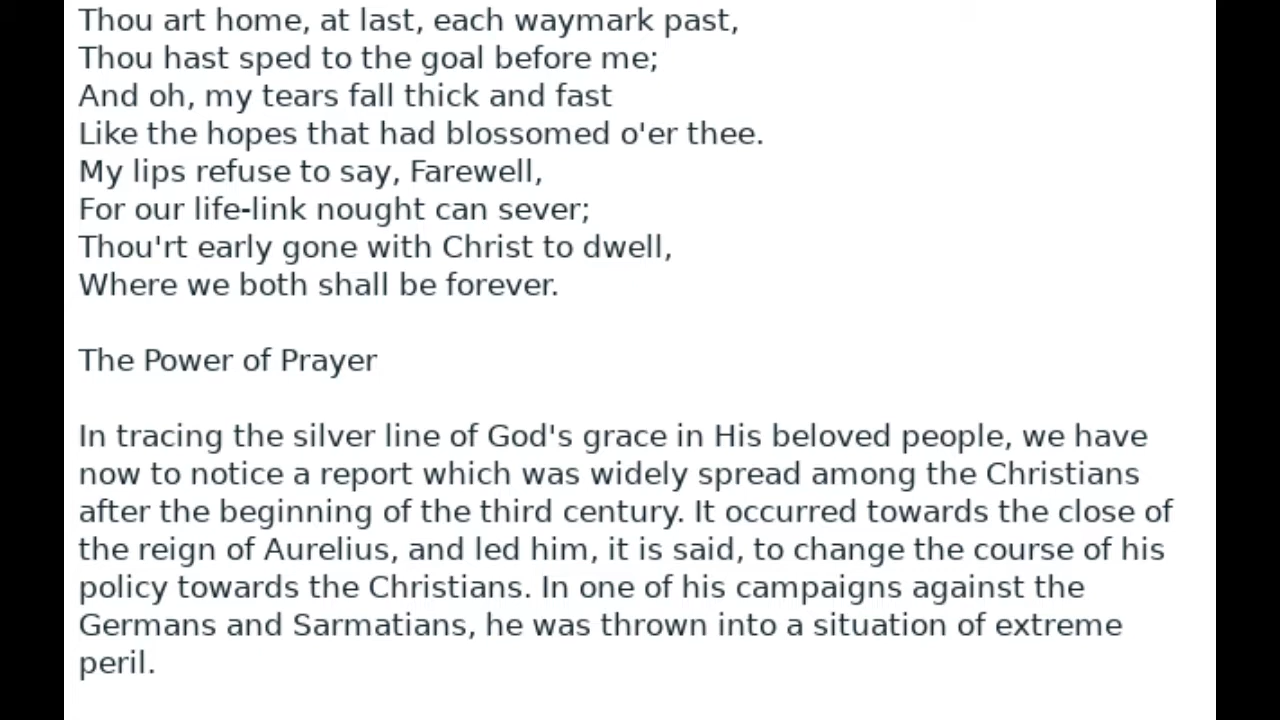 Thou art home, at last, each waymark past,
Thou hast sped to the goal before me;
And oh, my tears fall thick and fast
Like the hopes that had blossomed o'er thee.
My lips refuse to say, Farewell,
For our life-link nought can sever;
Thou'rt early gone with Christ to dwell,
Where we both shall be forever.
The Power of Prayer
In tracing the silver line of God's grace in His beloved people, we have
now to notice a report which was widely spread among the Christians
after the beginning of the third century. It occurred towards the close of
the reign of Aurelius, and led him, it is said, to change the course of his
policy towards the Christians. In one of his campaigns against the
Germans and Sarmatians, he was thrown into a situation of extreme
peril.